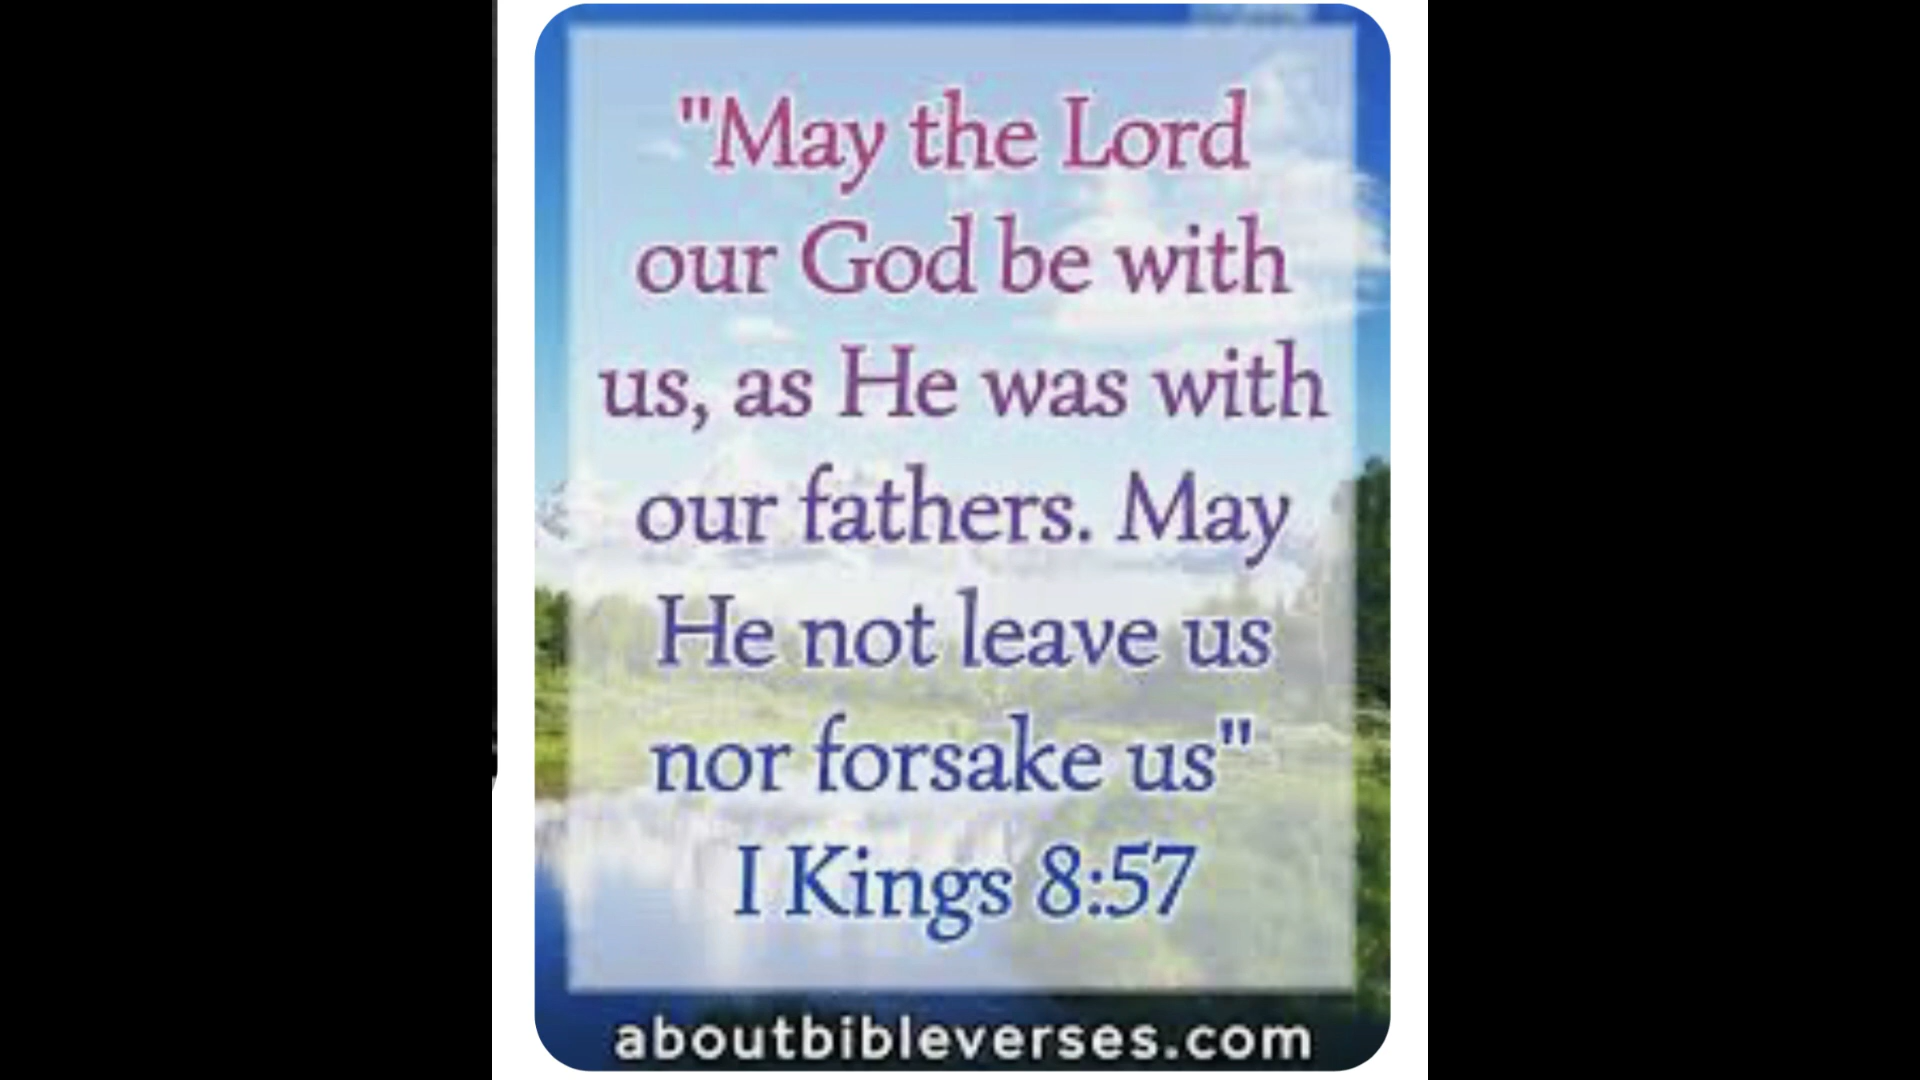 "May the Lord
our God be with
us, as He was with
our fathers. May
He not leave us
nor forsake us"
I Kings 8:57
aboutbibleverses.com